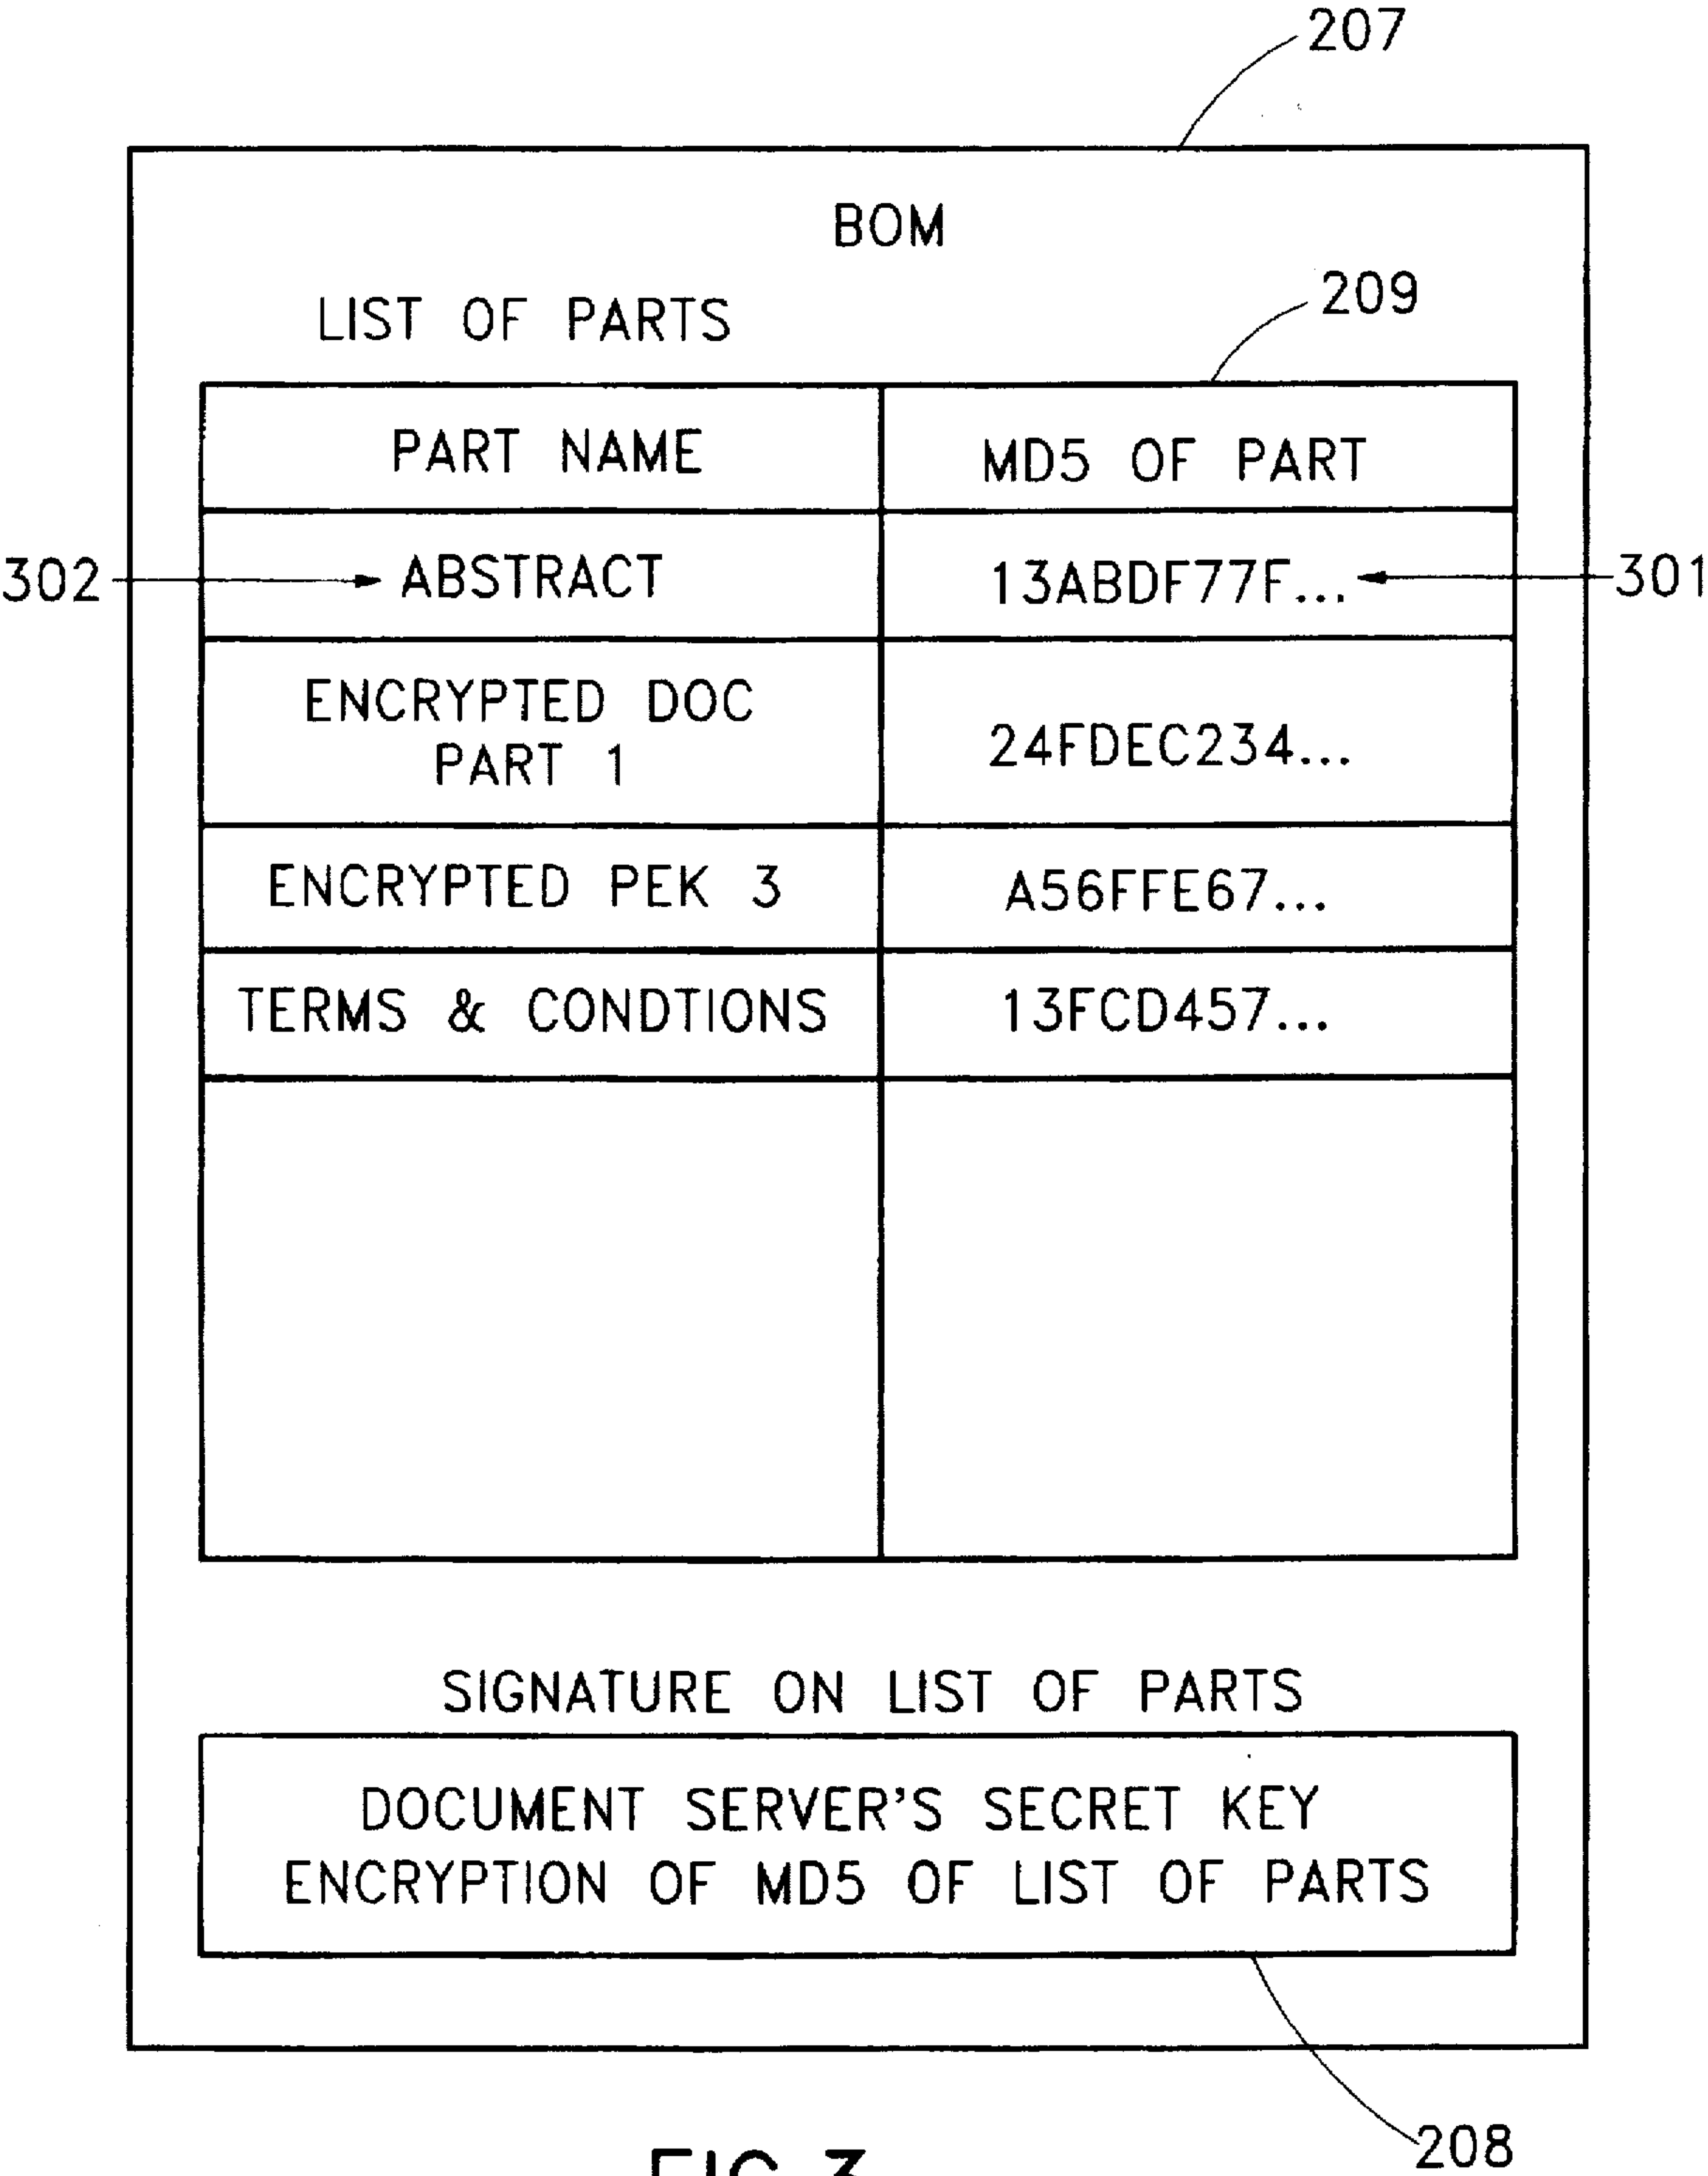 207
BOM
209
LIST OF PARTS
PART NAME MD5 OF PART
302 ABSTRACT 13ABDF77F... 301
ENCRYPTED DOC
PART 1 24FDEC234...
ENCRYPTED PEK 3 A56FFE67...
TERMS & CONDTIONS 13FCD457...
SIGNATURE ON LIST OF PARTS
DOCUMENT SERVER'S SECRET KEY
ENCRYPTION OF MD5 OF LIST OF PARTS
208
FIG. 3